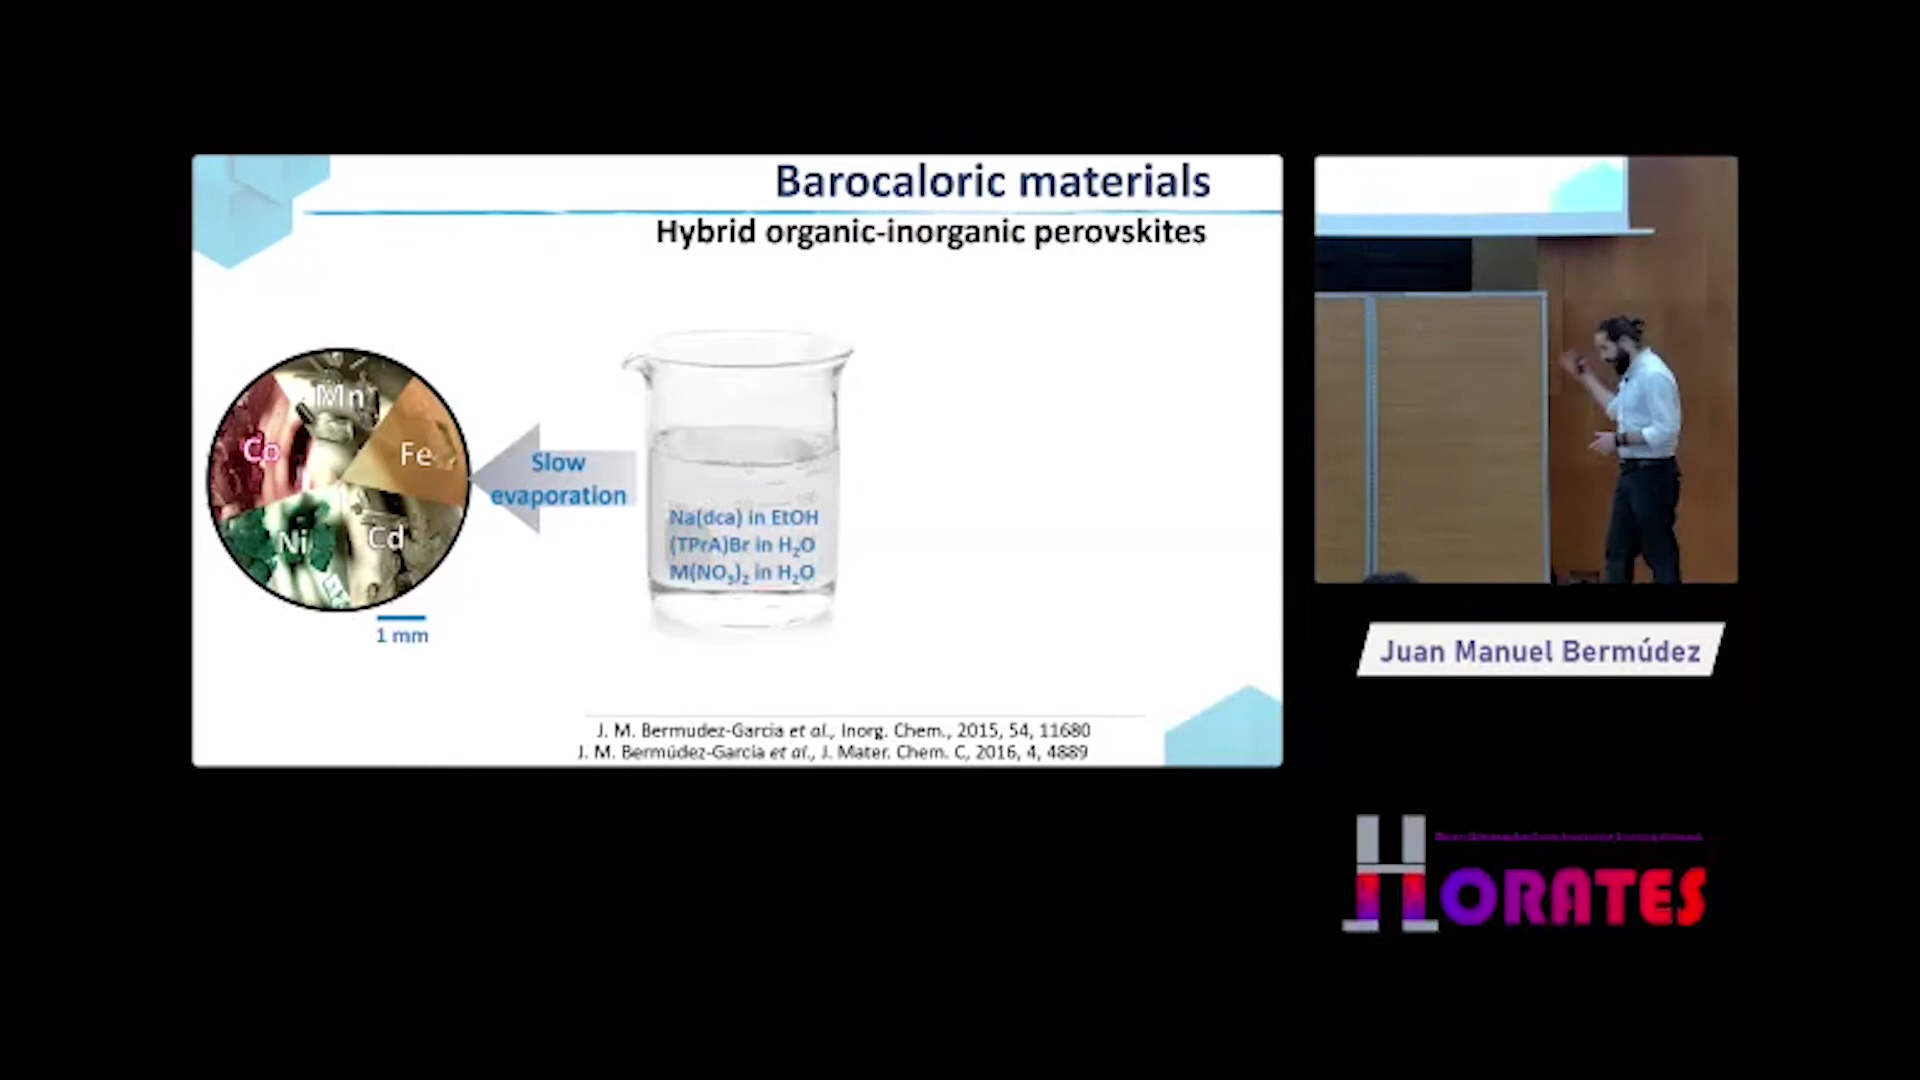 Barocaloric materials
Hybrid organic-inorganic perovskites
Mn
Co
Fe
Ni
Cd
1 mm
Slow
evaporation
Na(dca) in EtOH
(TPrA)Br in H₂O
M(NO₃)₂ in H₂O
J. M. Bermudez-Garcia et al., Inorg. Chem., 2015, 54, 11680
J. M. Bermúdez-García et al., J. Mater. Chem. C, 2016, 4, 4889
Juan Manuel Bermúdez
HORATES